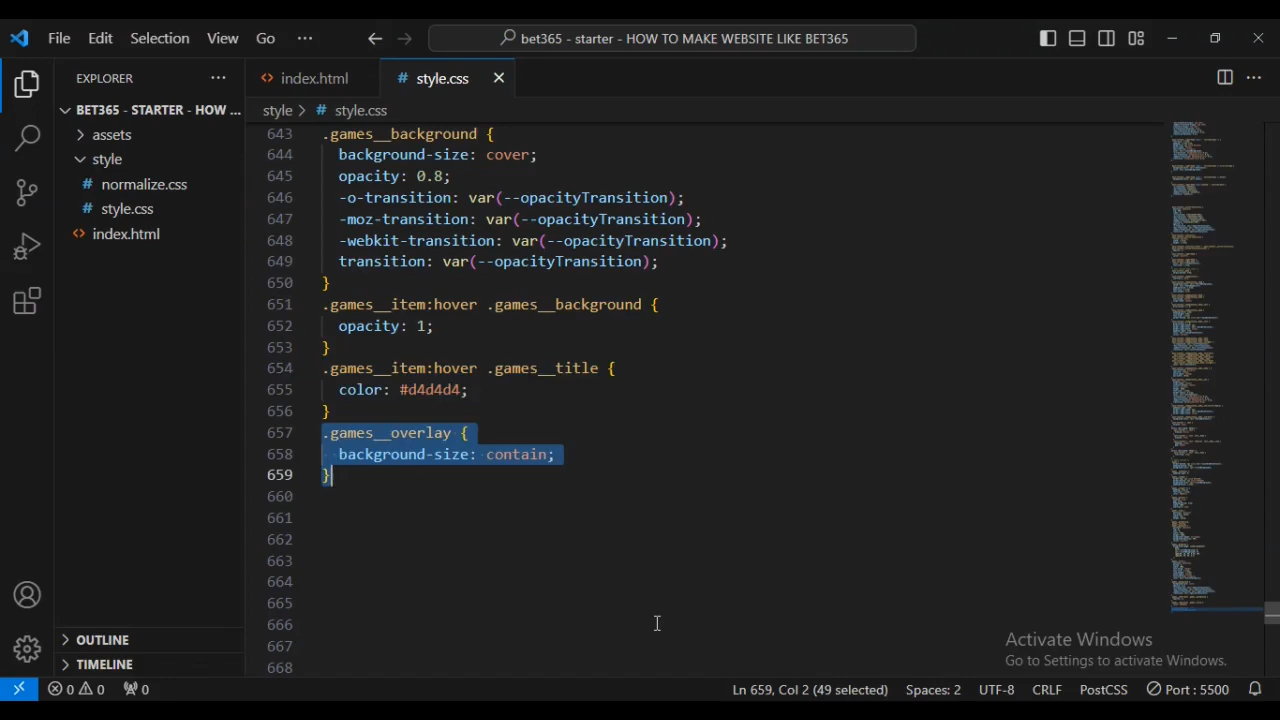 File Edit Selection View Go ··· bet365 - starter - HOW TO MAKE WEBSITE LIKE BET365
EXPLORER ···
index.html
# style.css
BET365 - STARTER - HOW ...
assets
style
# normalize.css
# style.css
index.html
OUTLINE
TIMELINE
style > # style.css
643 .games__background {
644 background-size: cover;
645 opacity: 0.8;
646 -o-transition: var(--opacityTransition);
647 -moz-transition: var(--opacityTransition);
648 -webkit-transition: var(--opacityTransition);
649 transition: var(--opacityTransition);
650 }
651 .games__item:hover .games__background {
652 opacity: 1;
653 }
654 .games__item:hover .games__title {
655 color: #d4d4d4;
656 }
657 .games__overlay {
658 background-size: contain;
659 }
660
661
662
663
664
665
666
667
668
Activate Windows
Go to Settings to activate Windows.
0 0 0 Ln 659, Col 2 (49 selected) Spaces: 2 UTF-8 CRLF PostCSS Port : 5500